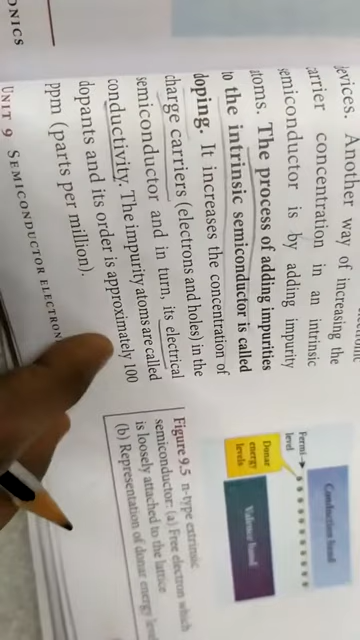 devices. Another way of increasing the
carrier concentration in an intrinsic
semiconductor is by adding impurity
atoms. The process of adding impurities
to the intrinsic semiconductor is called
doping. It increases the concentration of
charge carriers (electrons and holes) in the
semiconductor and in turn, its electrical
conductivity. The impurity atoms are called
dopants and its order is approximately 100
ppm (parts per million).
UNIT 9 SEMICONDUCTOR ELECTRON
ONICS
Conduction band
Fermi
level
Donar
energy
levels
Valence band
Figure 9.5 n-type extrinsic
semiconductor: (a) Free electron which
is loosely attached to the lattice
(b) Representation of donar energy level